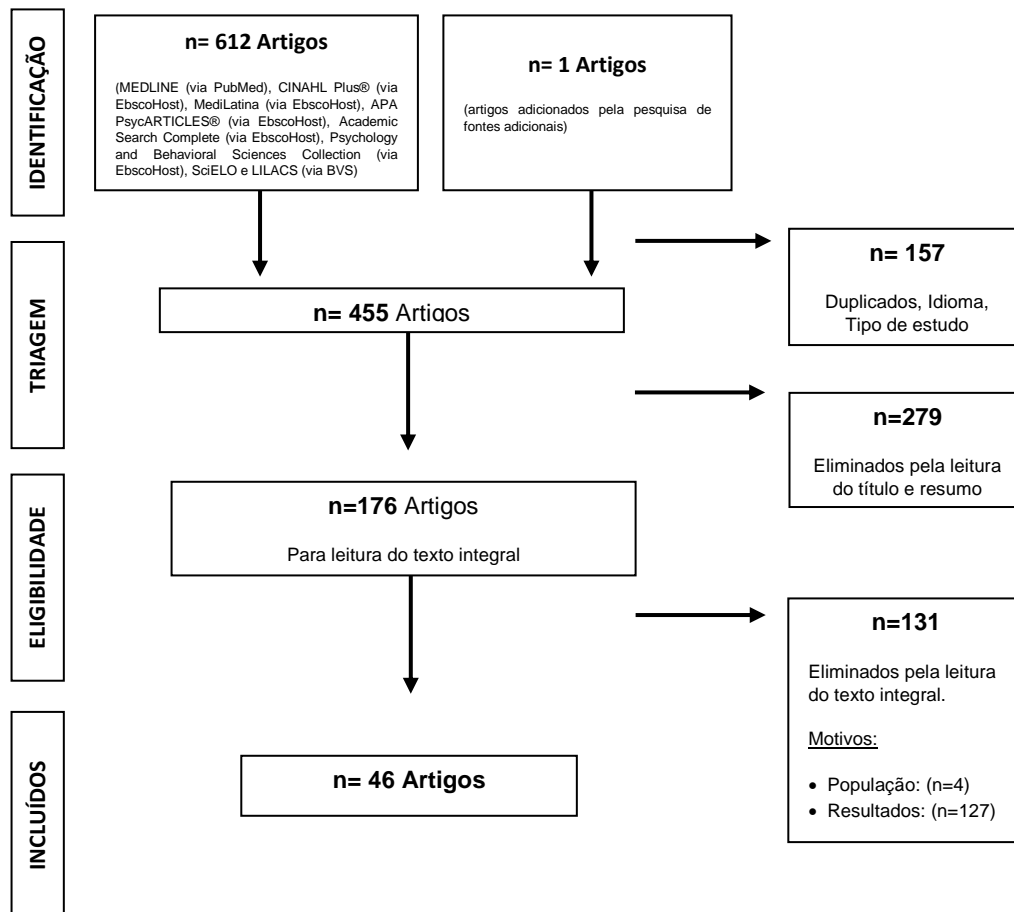 IDENTIFICAÇÃO
n= 612 Artigos
(MEDLINE (via PubMed), CINAHL Plus® (via
EbscoHost), MediLatina (via EbscoHost), APA
PsycARTICLES® (via EbscoHost), Academic
Search Complete (via EbscoHost), Psychology
and Behavioral Sciences Collection (via
EbscoHost), SciELO e LILACS (via BVS)
n= 1 Artigos
(artigos adicionados pela pesquisa de
fontes adicionais)
TRIAGEM
n= 455 Artigos
n= 157
Duplicados, Idioma,
Tipo de estudo
n=279
Eliminados pela leitura
do título e resumo
ELIGIBILIDADE
n=176 Artigos
Para leitura do texto integral
n=131
Eliminados pela leitura
do texto integral.
Motivos:
• População: (n=4)
• Resultados: (n=127)
INCLUÍDOS
n= 46 Artigos